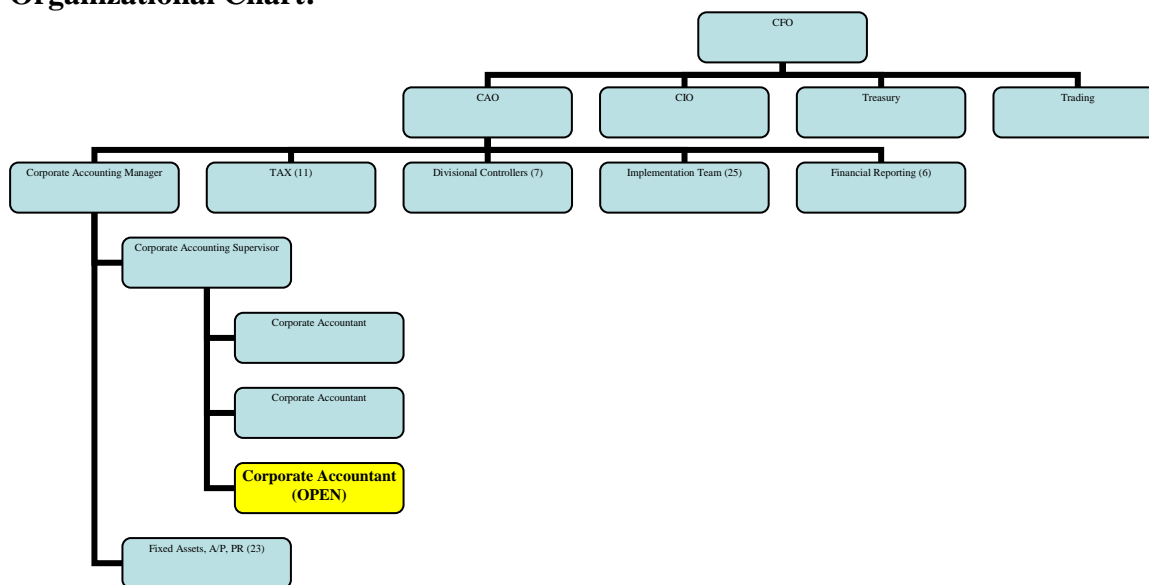 Organizational Chart:
CFO
CAO
CIO
Treasury
Trading
Corporate Accounting Manager
TAX (11)
Divisional Controllers (7)
Implementation Team (25)
Financial Reporting (6)
Corporate Accounting Supervisor
Corporate Accountant
Corporate Accountant
Corporate Accountant
(OPEN)
Fixed Assets, A/P, PR (23)